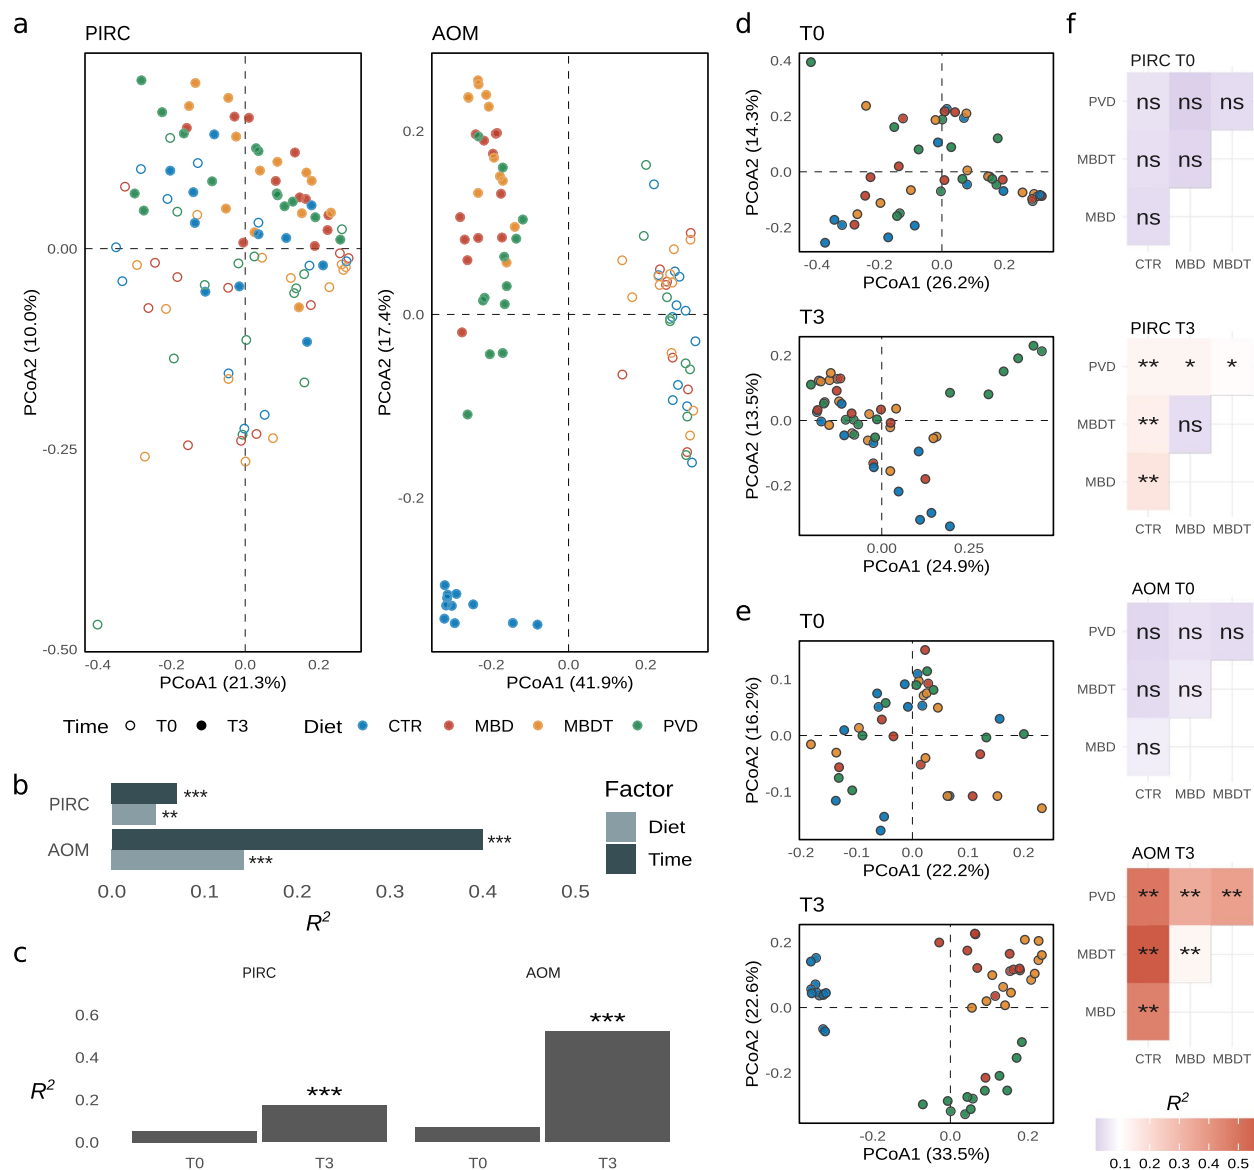 a
PIRC
AOM
0.00
-0.25
-0.50
PCoA2 (10.0%)
-0.4
-0.2
0.0
0.2
PCoA1 (21.3%)
0.2
0.0
-0.2
PCoA2 (17.4%)
-0.2
0.0
0.2
PCoA1 (41.9%)
Time T0 T3 Diet CTR MBD MBDT PVD
b
PIRC
AOM
***
**
***
***
0.0 0.1 0.2 0.3 0.4 0.5
R²
Factor
Diet
Time
c
PIRC
AOM
0.6
0.4
0.2
0.0
R²
***
***
T0 T3 T0 T3
d
T0
0.4
0.2
0.0
-0.2
PCoA2 (14.3%)
-0.4 -0.2 0.0 0.2
PCoA1 (26.2%)
T3
0.2
0.0
-0.2
PCoA2 (13.5%)
0.00 0.25
PCoA1 (24.9%)
e
T0
0.1
0.0
-0.1
PCoA2 (16.2%)
-0.2 -0.1 0.0 0.1 0.2
PCoA1 (22.2%)
T3
0.2
0.0
-0.2
PCoA2 (22.6%)
-0.2 0.0 0.2
PCoA1 (33.5%)
f
PIRC T0
PVD ns ns ns
MBDT ns ns
MBD ns
CTR MBD MBDT
PIRC T3
PVD ** * *
MBDT ** ns
MBD **
CTR MBD MBDT
AOM T0
PVD ns ns ns
MBDT ns ns
MBD ns
CTR MBD MBDT
AOM T3
PVD ** ** **
MBDT ** **
MBD **
CTR MBD MBDT
R²
0.1 0.2 0.3 0.4 0.5